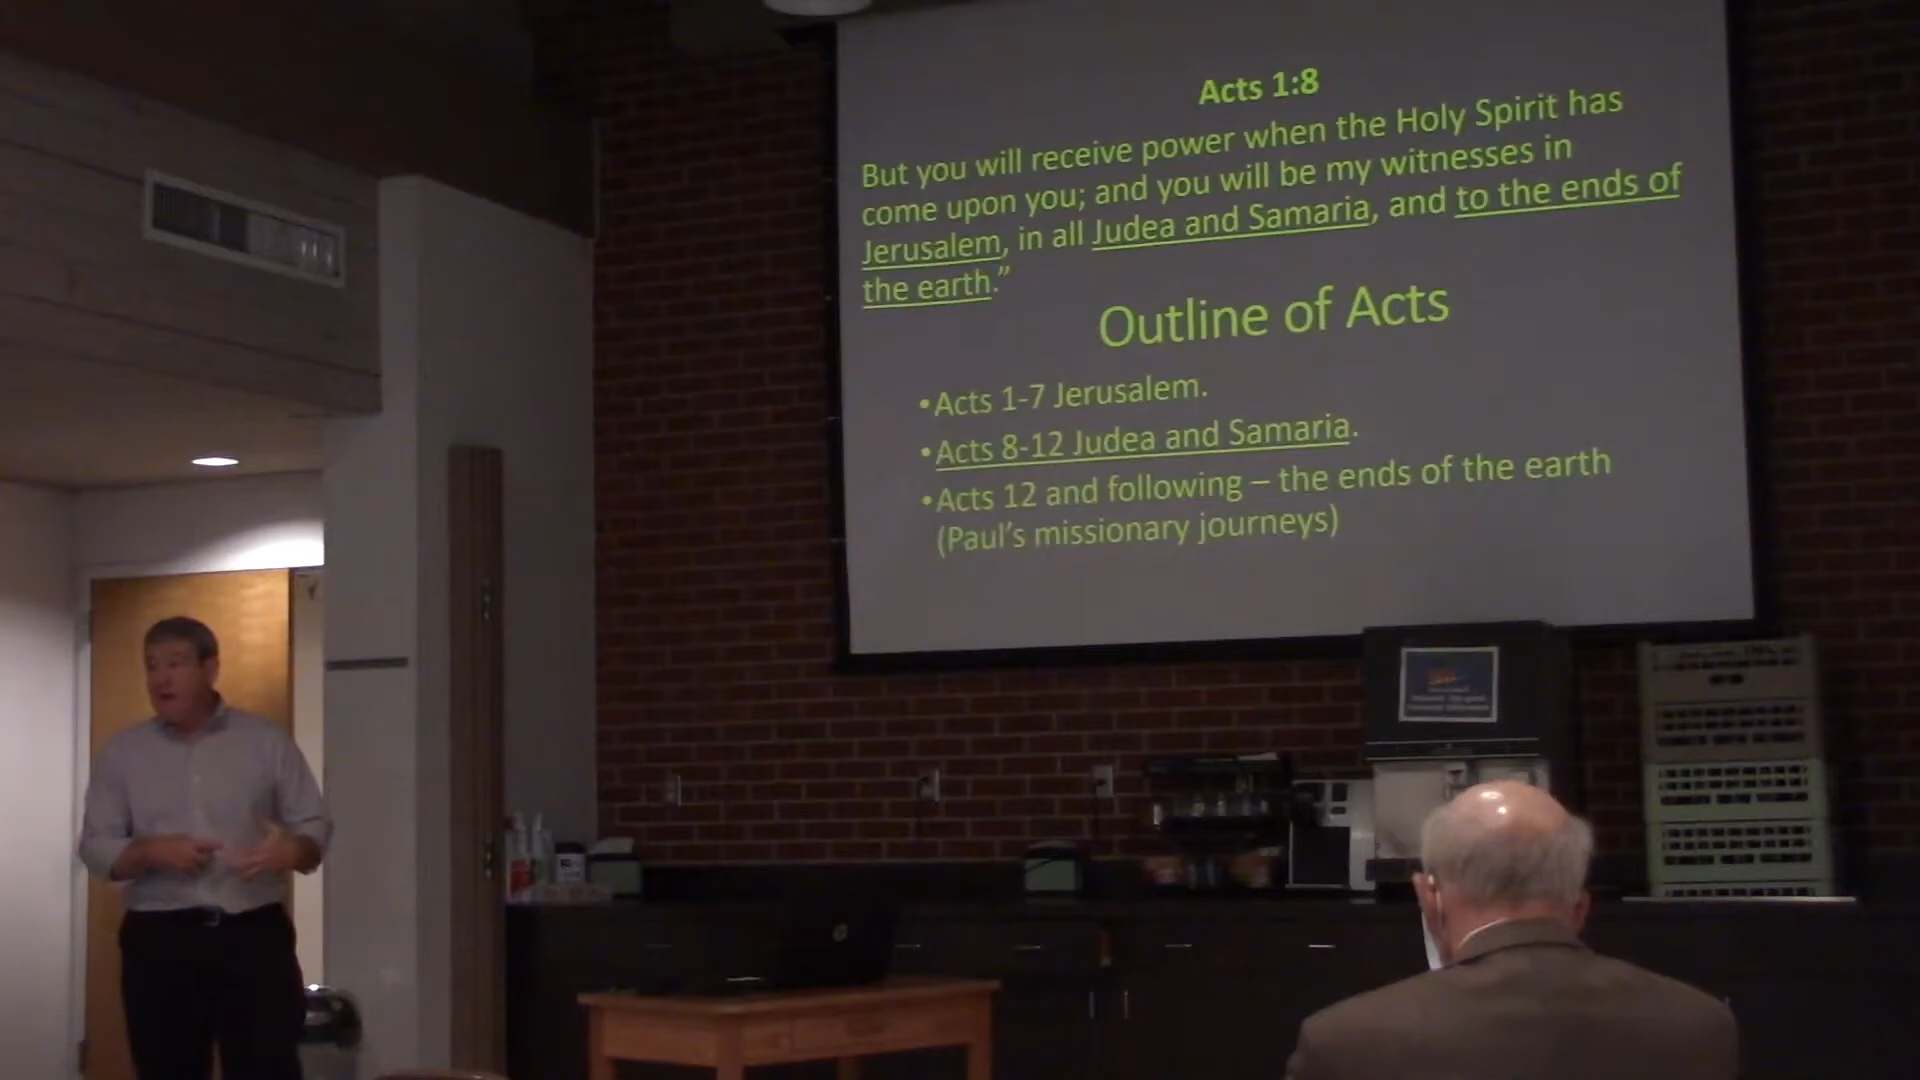 Acts 1:8
But you will receive power when the Holy Spirit has
come upon you; and you will be my witnesses in
Jerusalem, in all Judea and Samaria, and to the ends of
the earth.”
Outline of Acts
•Acts 1-7 Jerusalem.
•Acts 8-12 Judea and Samaria.
•Acts 12 and following – the ends of the earth
(Paul’s missionary journeys)